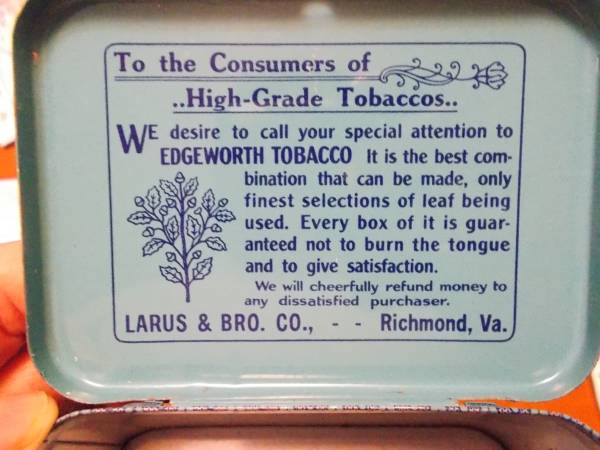 To the Consumers of
..High-Grade Tobaccos..
WE desire to call your special attention to
EDGEWORTH TOBACCO It is the best com-
bination that can be made, only
finest selections of leaf being
used. Every box of it is guar-
anteed not to burn the tongue
and to give satisfaction.
We will cheerfully refund money to
any dissatisfied purchaser.
LARUS & BRO. CO., - - Richmond, Va.